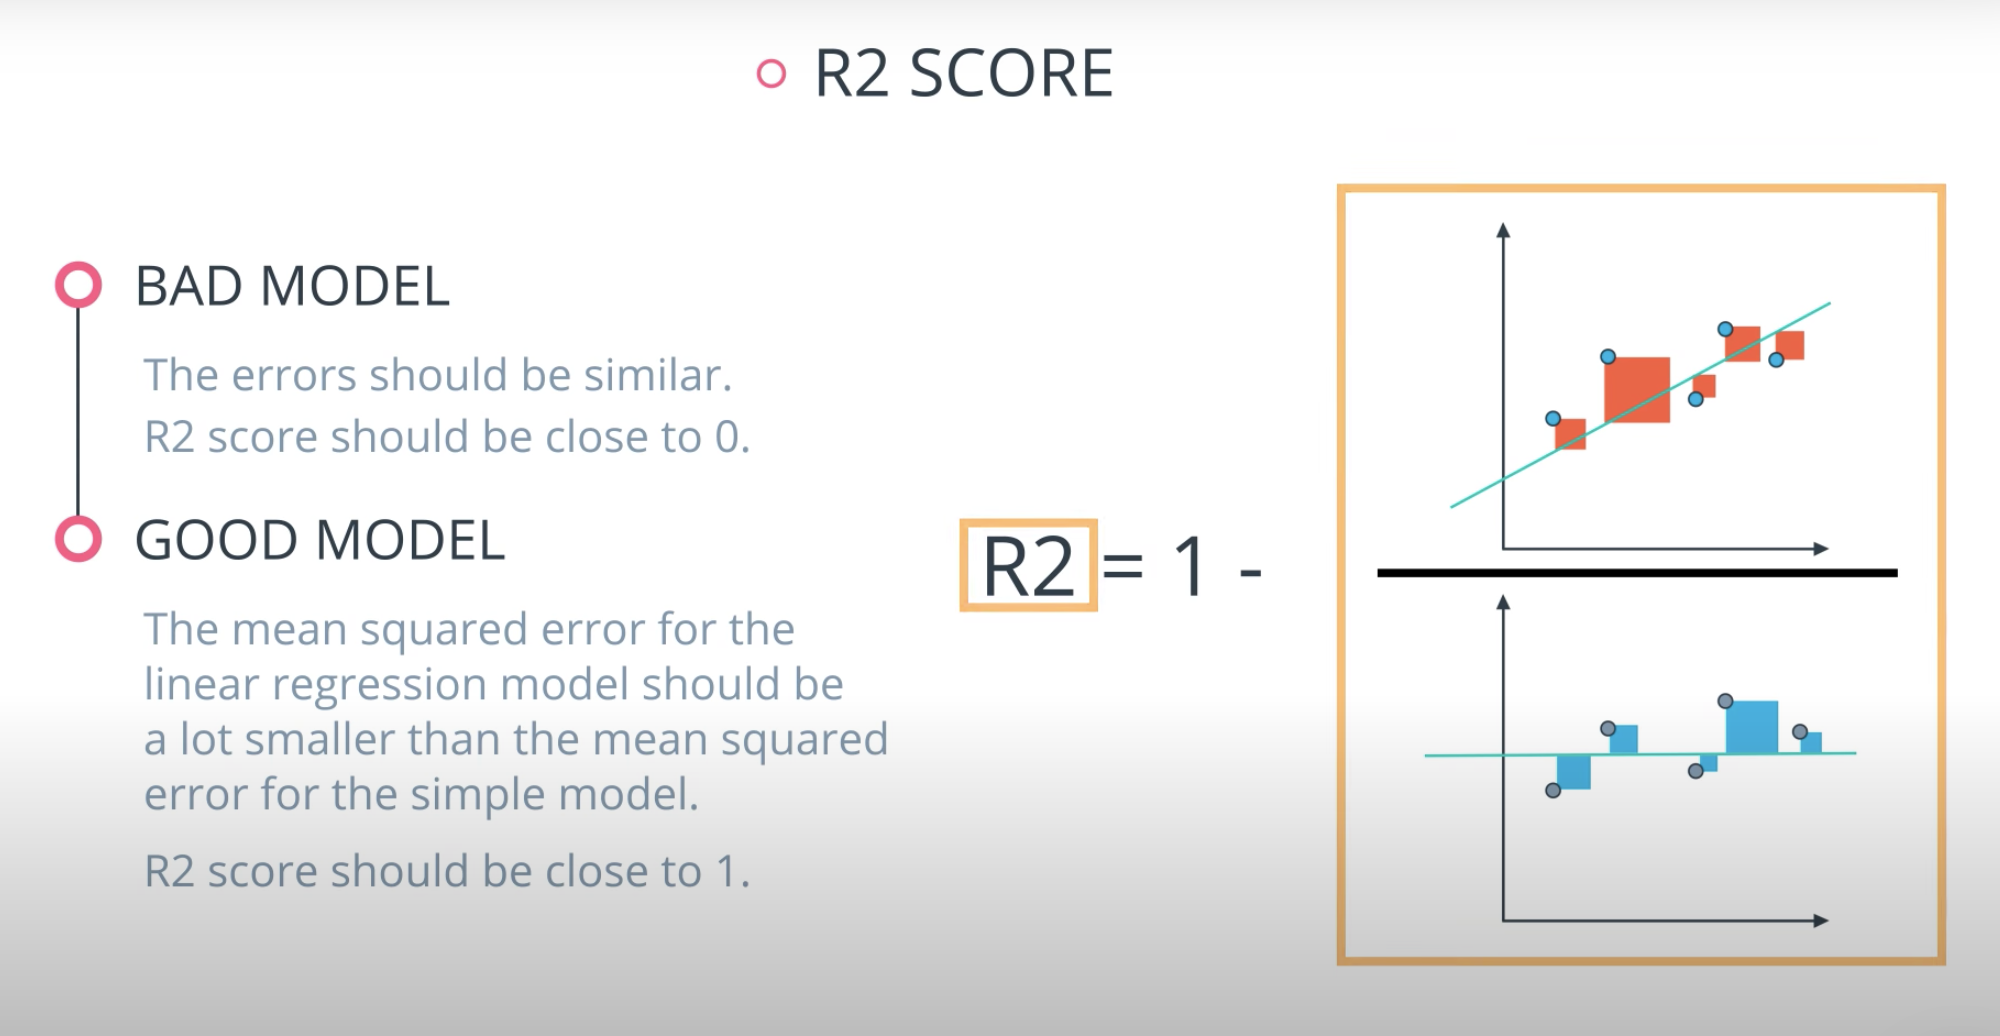 R2 SCORE
BAD MODEL
The errors should be similar.
R2 score should be close to 0.
GOOD MODEL
The mean squared error for the
linear regression model should be
a lot smaller than the mean squared
error for the simple model.
R2 score should be close to 1.
R2 = 1 -